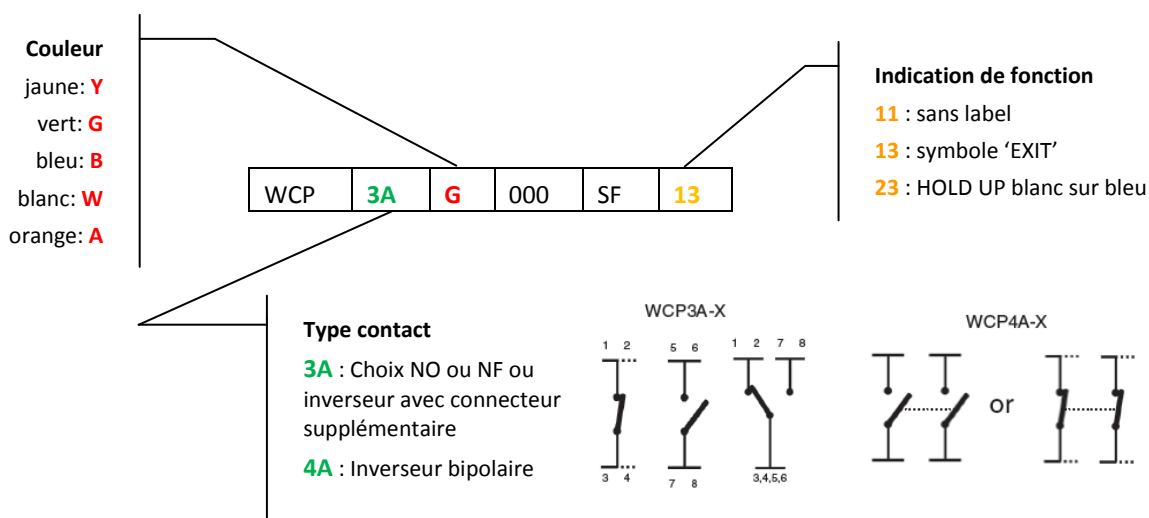 Couleur
jaune: Y
vert: G
bleu: B
blanc: W
orange: A
WCP 3A G 000 SF 13
Indication de fonction
11 : sans label
13 : symbole ‘EXIT’
23 : HOLD UP blanc sur bleu
Type contact
3A : Choix NO ou NF ou
inverseur avec connecteur
supplémentaire
4A : Inverseur bipolaire
WCP3A-X
1 2 5 6 1 2 7 8
3 4 7 8 3,4,5,6
WCP4A-X
or